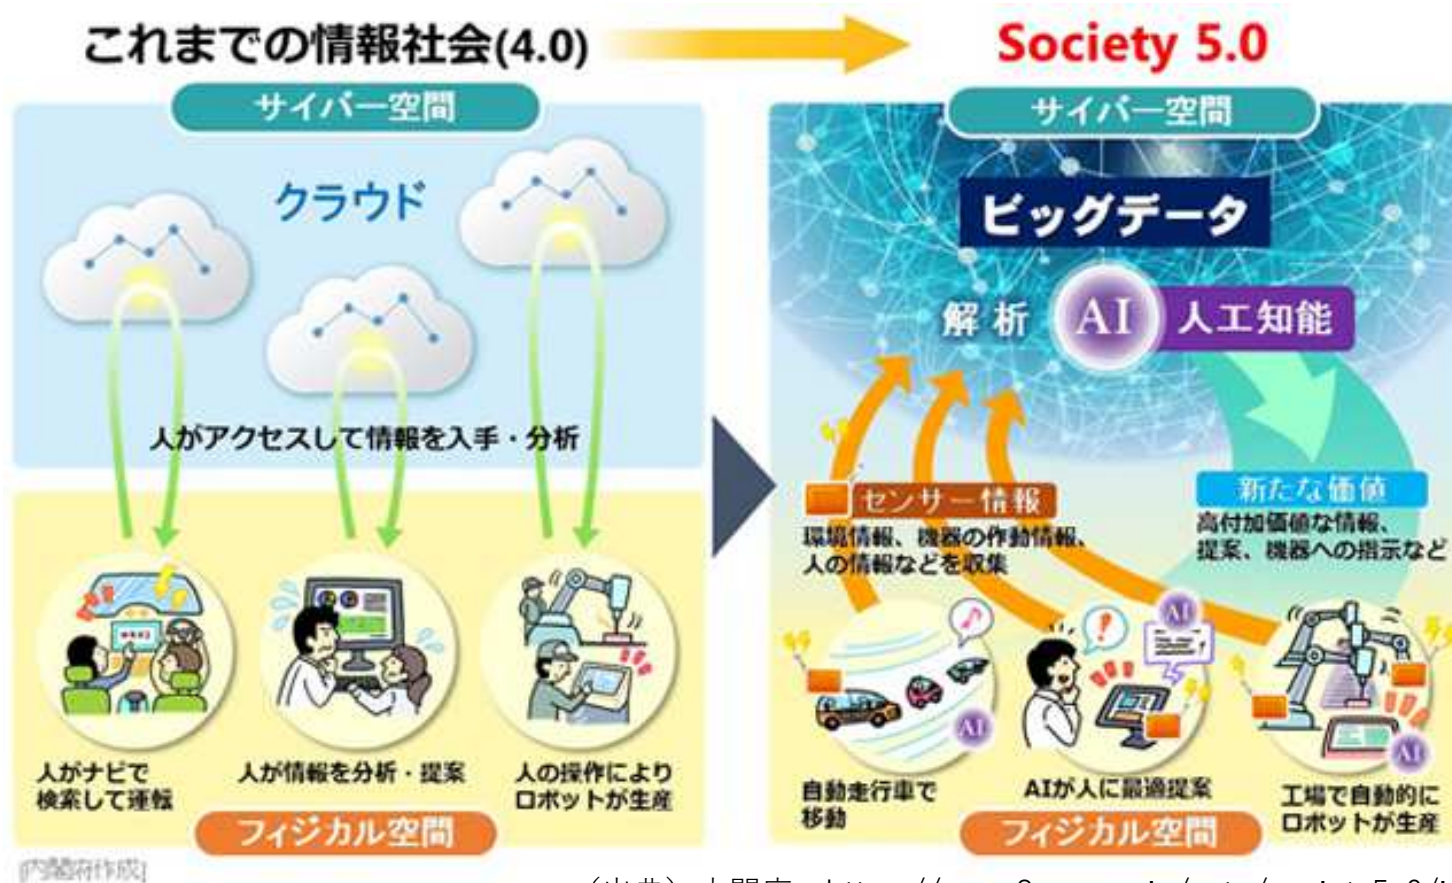 これまでの情報社会(4.0)
Society 5.0
サイバー空間
クラウド
人がアクセスして情報を入手・分析
人がナビで
検索して運転
人が情報を分析・提案
人の操作により
ロボットが生産
フィジカル空間
[内閣府作成]
サイバー空間
ビッグデータ
解析
AI
人工知能
センサー情報
環境情報、機器の作動情報、
人の情報などを収集
新たな価値
高付加価値な情報、
提案、機器への指示など
AI
AI
AI
自動走行車で
移動
AIが人に最適提案
工場で自動的に
ロボットが生産
フィジカル空間